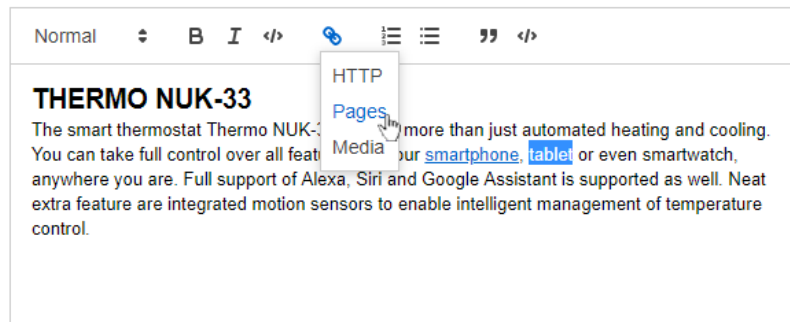 Normal
HTTP
Pages
Media
THERMO NUK-33
The smart thermostat Thermo NUK-3 more than just automated heating and cooling.
You can take full control over all feat ur smartphone, tablet or even smartwatch,
anywhere you are. Full support of Alexa, Siri and Google Assistant is supported as well. Neat
extra feature are integrated motion sensors to enable intelligent management of temperature
control.